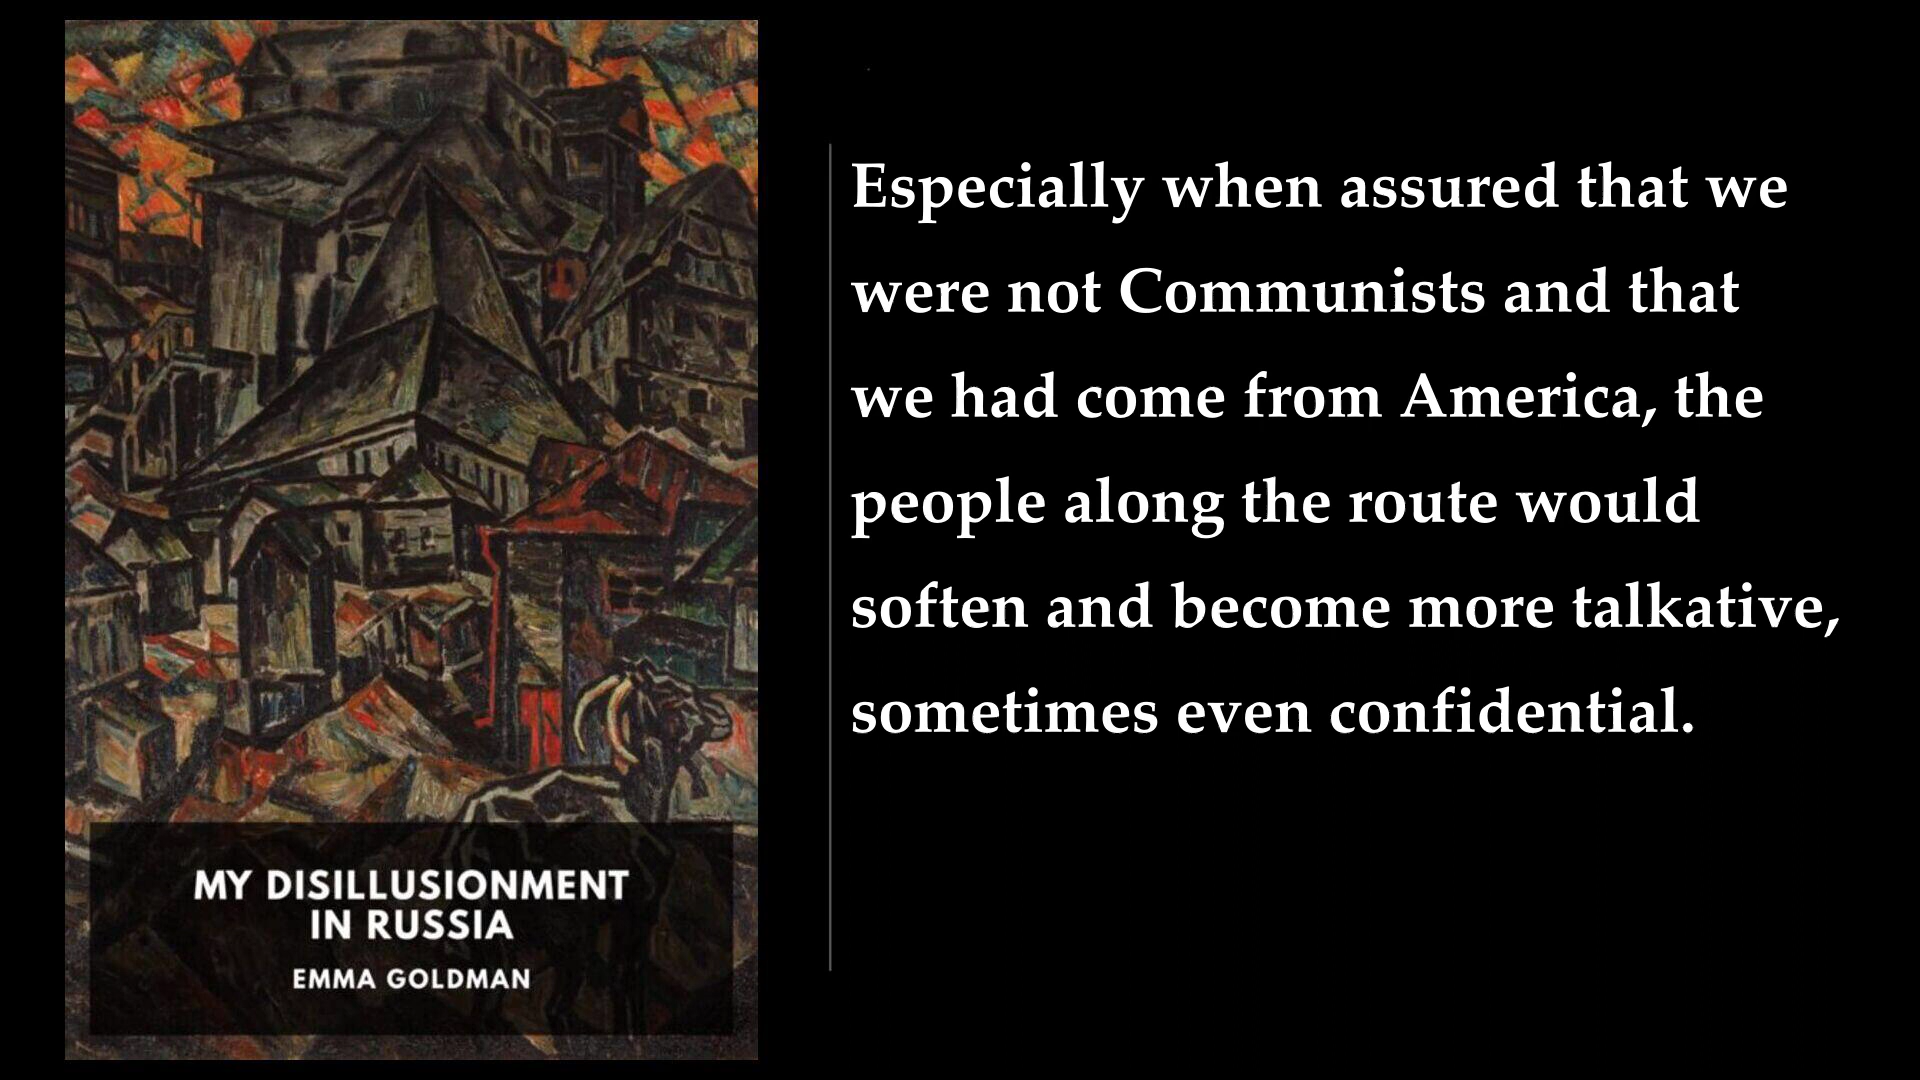 MY DISILLUSIONMENT
IN RUSSIA
EMMA GOLDMAN
Especially when assured that we
were not Communists and that
we had come from America, the
people along the route would
soften and become more talkative,
sometimes even confidential.